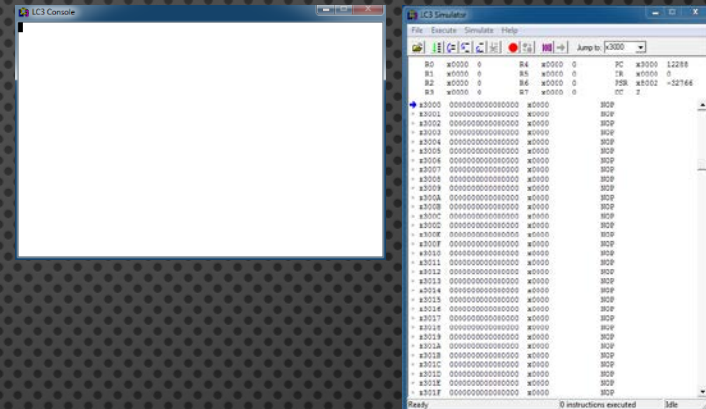 LC3 Console
LC3 Simulator
File Execute Simulate Help
Jump to: x3000
R0 x0000 0 R4 x0000 0 PC x3000 12288
R1 x0000 0 R5 x0000 0 IR x0000 0
R2 x0000 0 R6 x0000 0 PSR x8002 -32766
R3 x0000 0 R7 x0000 0 CC Z
x3000 0000000000000000 x0000 NOP
x3001 0000000000000000 x0000 NOP
x3002 0000000000000000 x0000 NOP
x3003 0000000000000000 x0000 NOP
x3004 0000000000000000 x0000 NOP
x3005 0000000000000000 x0000 NOP
x3006 0000000000000000 x0000 NOP
x3007 0000000000000000 x0000 NOP
x3008 0000000000000000 x0000 NOP
x3009 0000000000000000 x0000 NOP
x300A 0000000000000000 x0000 NOP
x300B 0000000000000000 x0000 NOP
x300C 0000000000000000 x0000 NOP
x300D 0000000000000000 x0000 NOP
x300E 0000000000000000 x0000 NOP
x300F 0000000000000000 x0000 NOP
x3010 0000000000000000 x0000 NOP
x3011 0000000000000000 x0000 NOP
x3012 0000000000000000 x0000 NOP
x3013 0000000000000000 x0000 NOP
x3014 0000000000000000 x0000 NOP
x3015 0000000000000000 x0000 NOP
x3016 0000000000000000 x0000 NOP
x3017 0000000000000000 x0000 NOP
x3018 0000000000000000 x0000 NOP
x3019 0000000000000000 x0000 NOP
x301A 0000000000000000 x0000 NOP
x301B 0000000000000000 x0000 NOP
x301C 0000000000000000 x0000 NOP
x301D 0000000000000000 x0000 NOP
x301E 0000000000000000 x0000 NOP
x301F 0000000000000000 x0000 NOP
Ready 0 instructions executed Idle